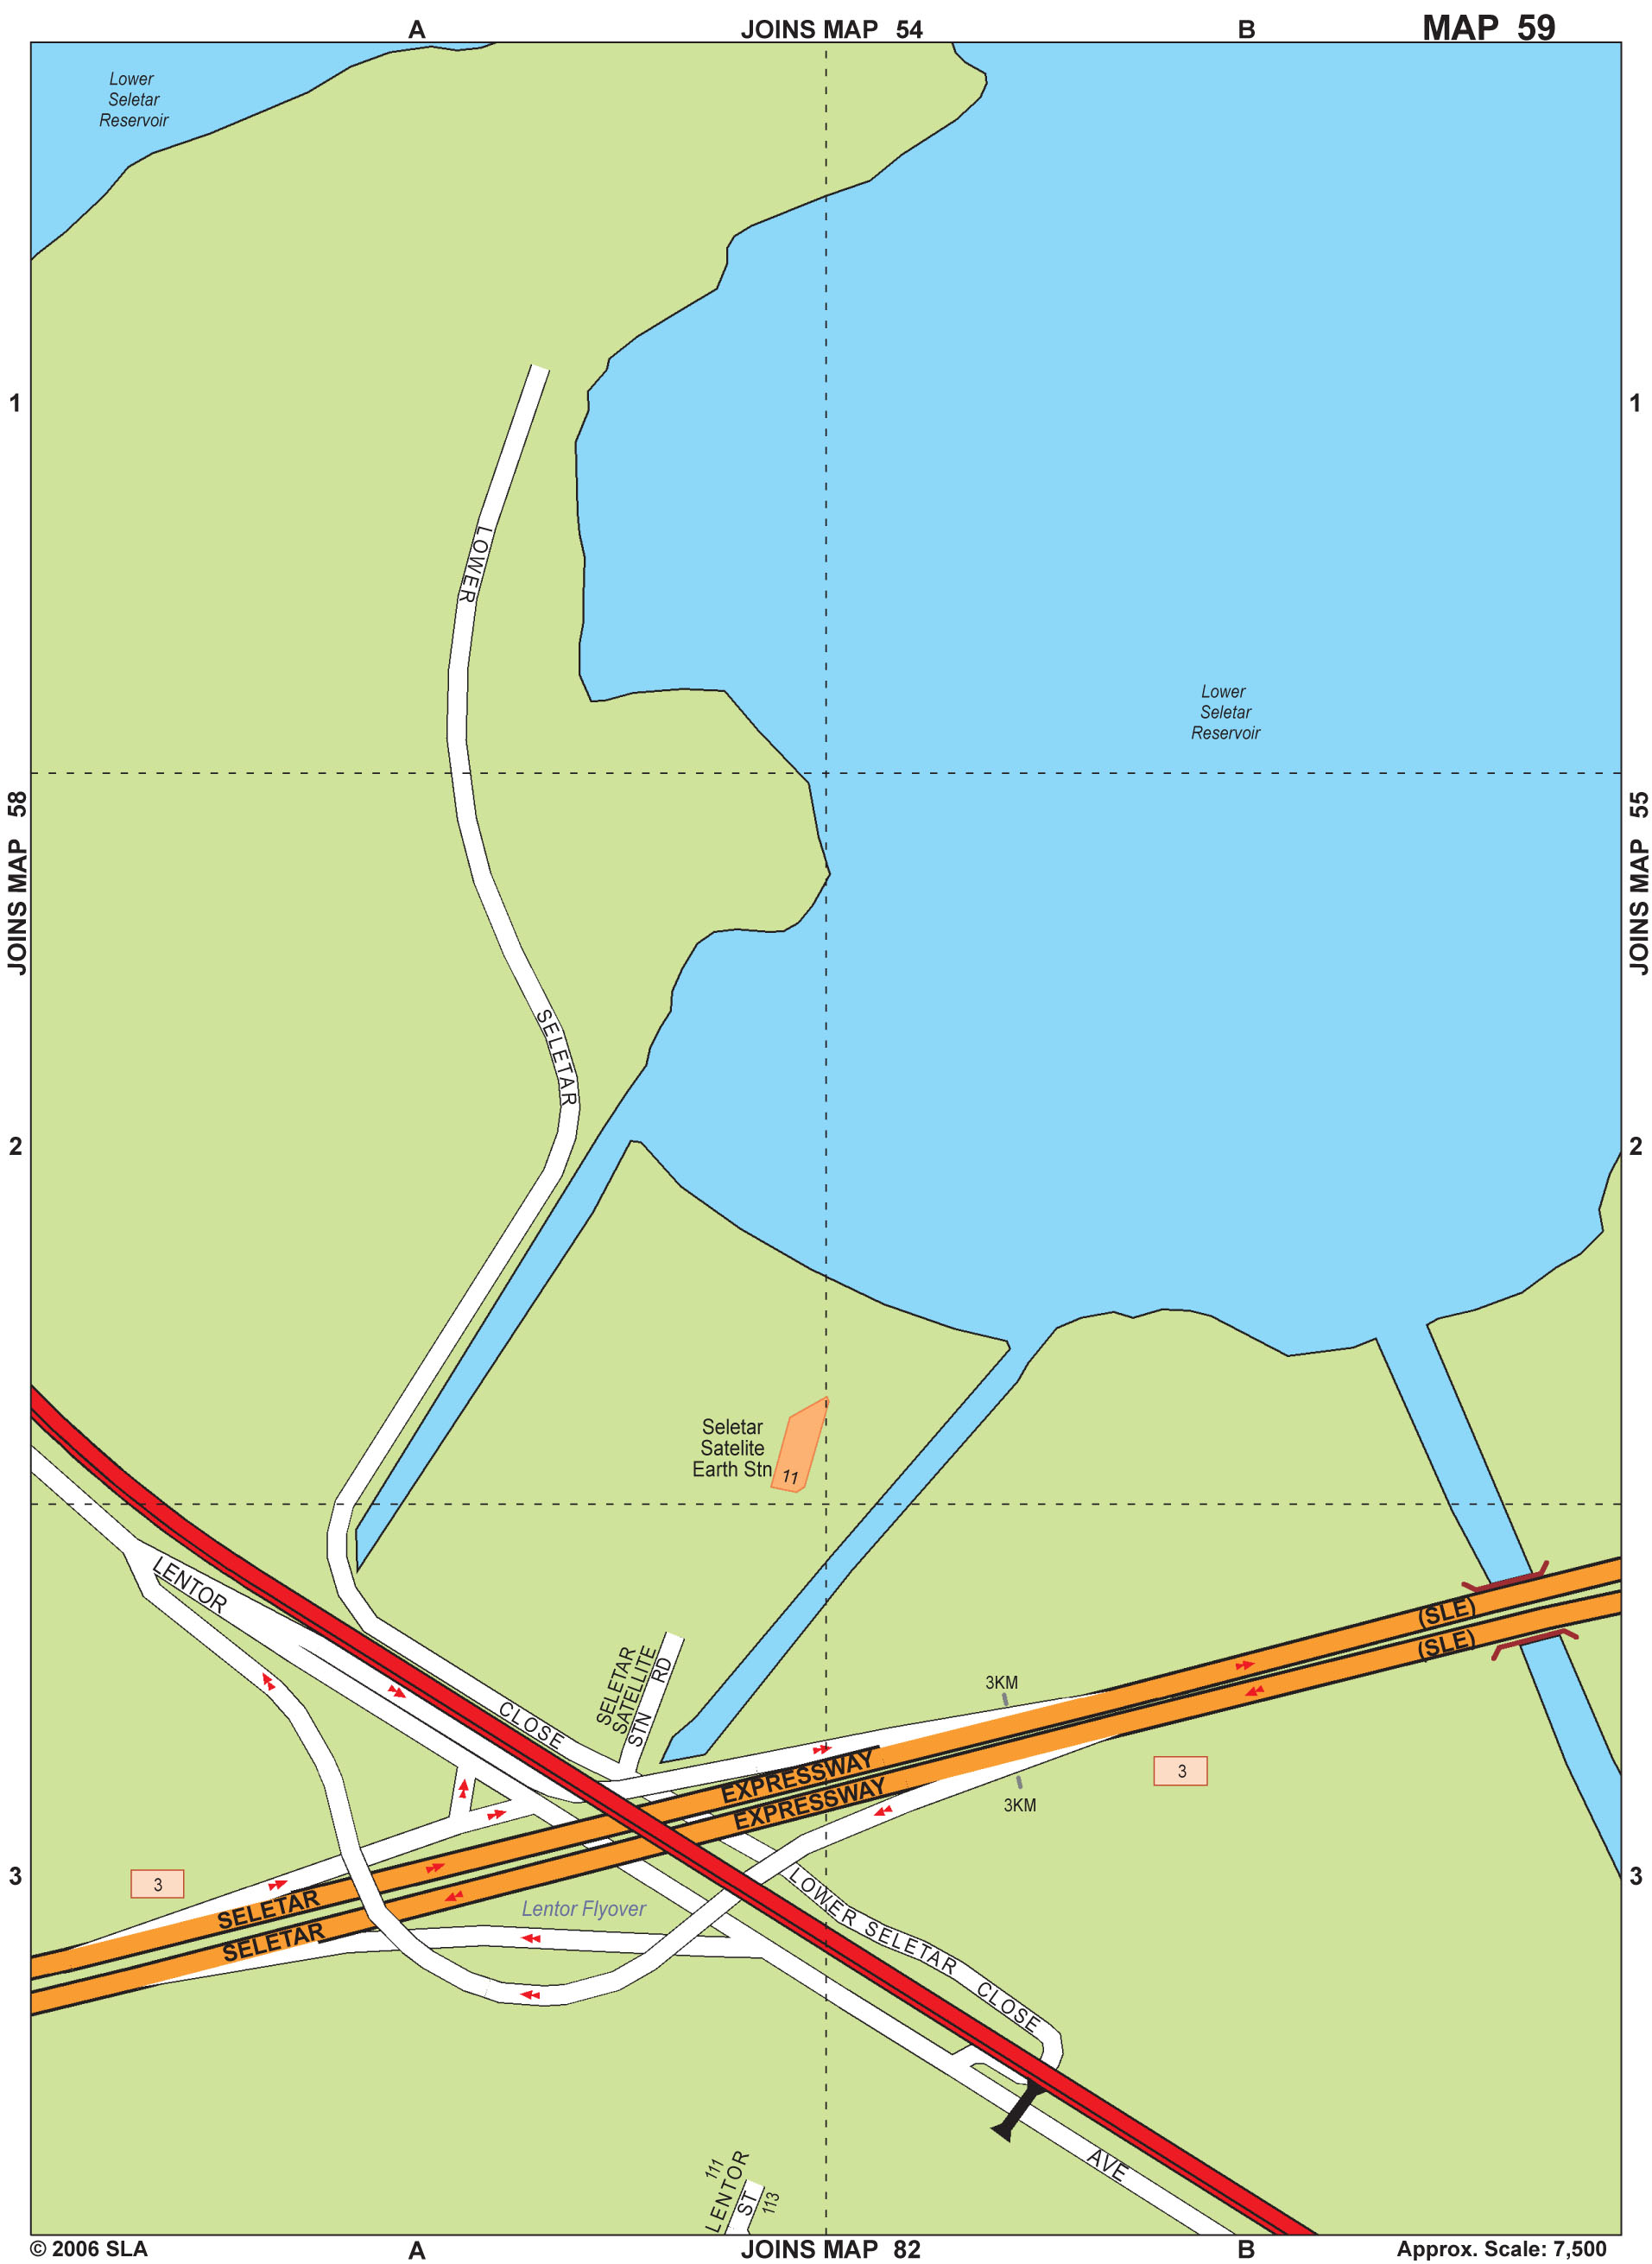 A
JOINS MAP 54
B
MAP 59
Lower
Seletar
Reservoir
1
1
LOWER
Lower
Seletar
Reservoir
JOINS MAP 58
JOINS MAP 55
SELETAR
2
2
Seletar
Satelite
Earth Stn
11
LENTOR
(SLE)
(SLE)
SELETAR
SATELLITE
STN RD
CLOSE
3KM
EXPRESSWAY
EXPRESSWAY
3
3KM
3
3
3
SELETAR
SELETAR
Lentor Flyover
LOWER SELETAR CLOSE
AVE
111
LENTOR
ST
113
© 2006 SLA
A
JOINS MAP 82
B
Approx. Scale: 7,500